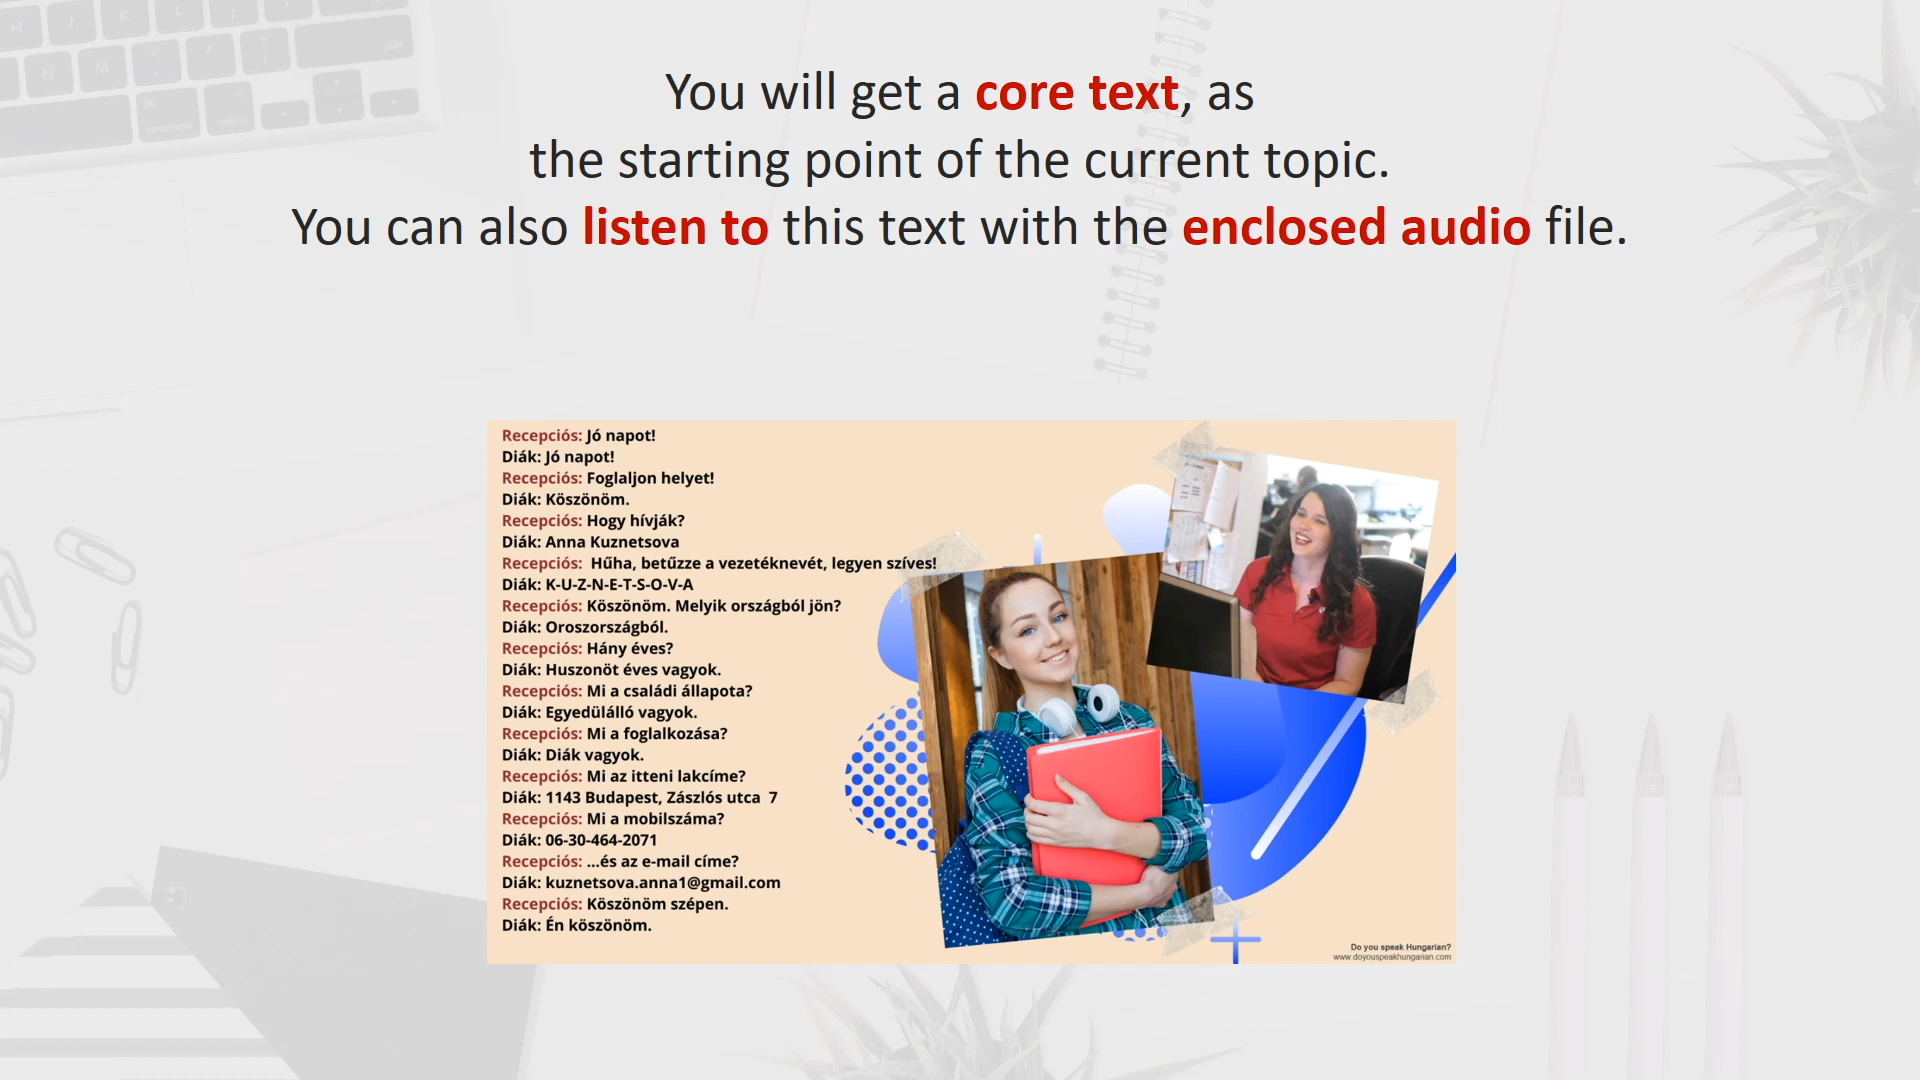 You will get a core text, as
the starting point of the current topic.
You can also listen to this text with the enclosed audio file.
Recepciós: Jó napot!
Diák: Jó napot!
Recepciós: Foglaljon helyet!
Diák: Köszönöm.
Recepciós: Hogy hívják?
Diák: Anna Kuznetsova
Recepciós: Hűha, betűzze a vezetéknevét, legyen szíves!
Diák: K-U-Z-N-E-T-S-O-V-A
Recepciós: Köszönöm. Melyik országból jön?
Diák: Oroszországból.
Recepciós: Hány éves?
Diák: Huszonöt éves vagyok.
Recepciós: Mi a családi állapota?
Diák: Egyedülálló vagyok.
Recepciós: Mi a foglalkozása?
Diák: Diák vagyok.
Recepciós: Mi az itteni lakcíme?
Diák: 1143 Budapest, Zászlós utca 7
Recepciós: Mi a mobilszáma?
Diák: 06-30-464-2071
Recepciós: ...és az e-mail címe?
Diák: kuznetsova.anna1@gmail.com
Recepciós: Köszönöm szépen.
Diák: Én köszönöm.
Do you speak Hungarian?
www.doyouspeakhungarian.com